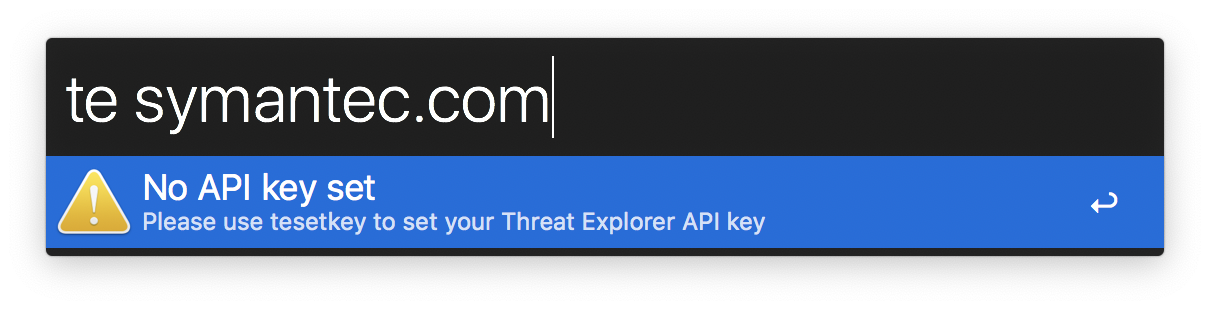 te symantec.com
No API key set
Please use tesetkey to set your Threat Explorer API key